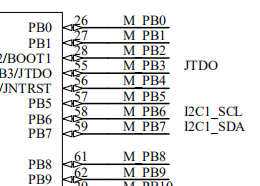 PB0 26 M_PB0
PB1 27 M_PB1
2/BOOT1 28 M_PB2
B3/JTDO 55 M_PB3 JTDO
/JNTRST 56 M_PB4
PB5 57 M_PB5
PB6 58 M_PB6 I2C1_SCL
PB7 59 M_PB7 I2C1_SDA
PB8 61 M_PB8
PB9 62 M_PB9
M_PB10